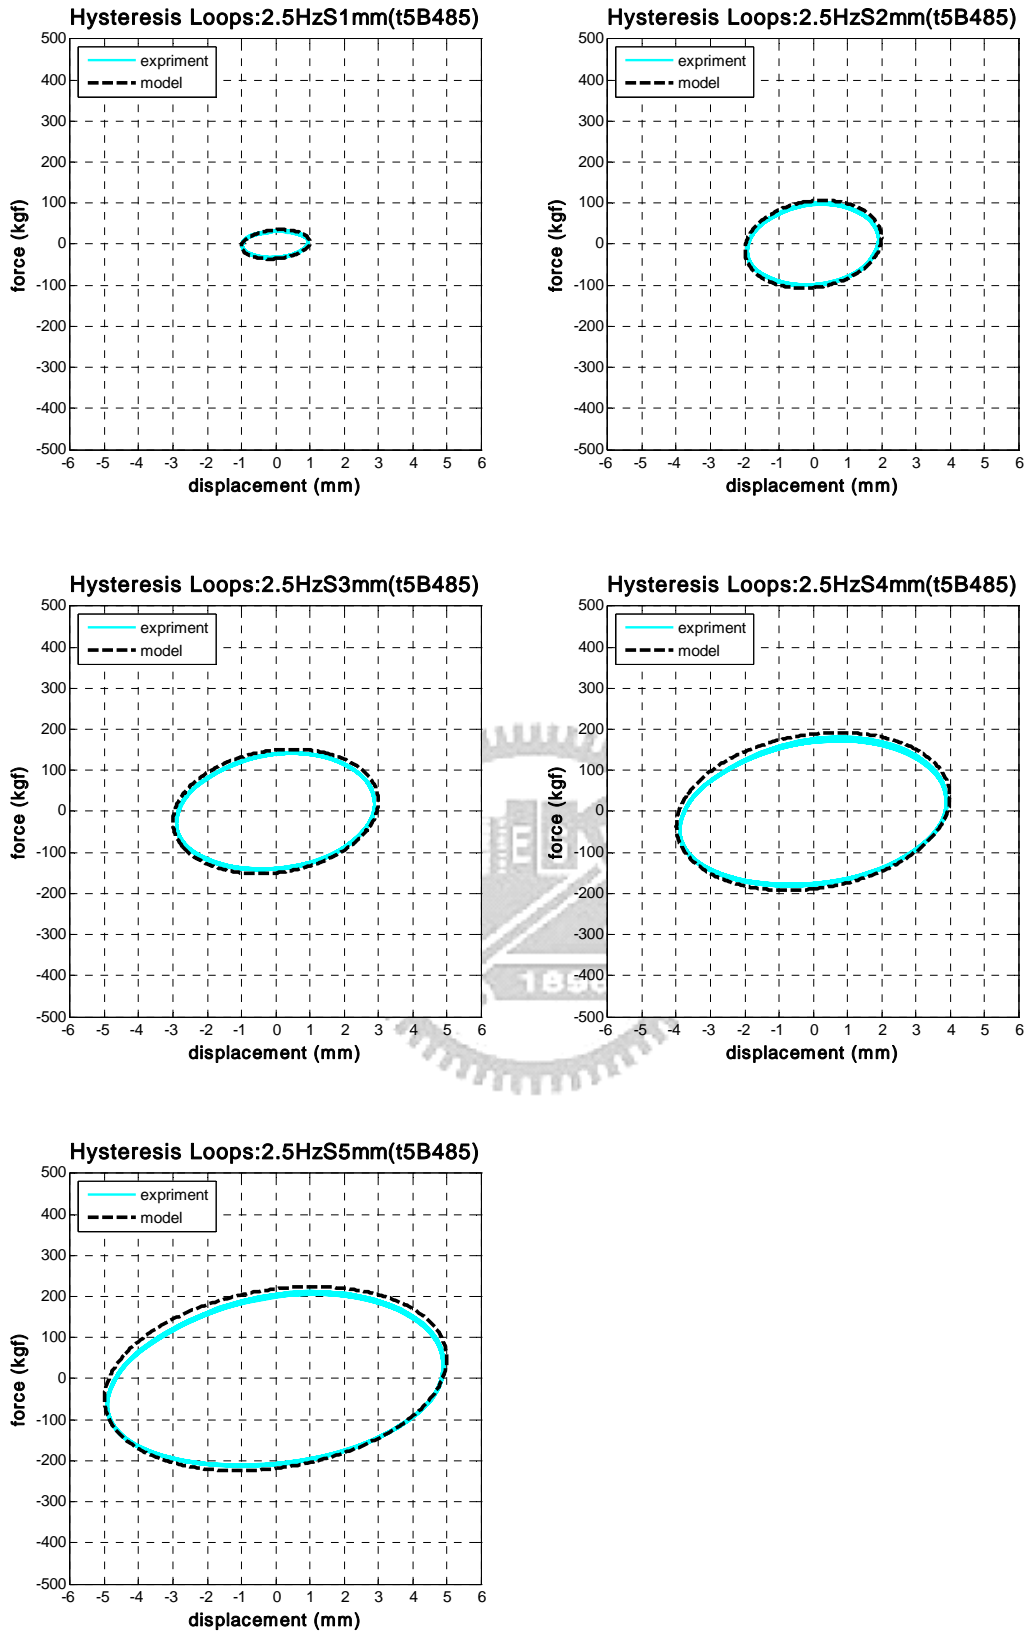 Hysteresis Loops:2.5HzS1mm(t5B485)
500
400
300
200
100
0
-100
-200
-300
-400
-500
force (kgf)
expriment
model
-6 -5 -4 -3 -2 -1 0 1 2 3 4 5 6
displacement (mm)
Hysteresis Loops:2.5HzS2mm(t5B485)
500
400
300
200
100
0
-100
-200
-300
-400
-500
force (kgf)
expriment
model
-6 -5 -4 -3 -2 -1 0 1 2 3 4 5 6
displacement (mm)
Hysteresis Loops:2.5HzS3mm(t5B485)
500
400
300
200
100
0
-100
-200
-300
-400
-500
force (kgf)
expriment
model
-6 -5 -4 -3 -2 -1 0 1 2 3 4 5 6
displacement (mm)
Hysteresis Loops:2.5HzS4mm(t5B485)
500
400
300
200
100
0
-100
-200
-300
-400
-500
force (kgf)
expriment
model
-6 -5 -4 -3 -2 -1 0 1 2 3 4 5 6
displacement (mm)
Hysteresis Loops:2.5HzS5mm(t5B485)
500
400
300
200
100
0
-100
-200
-300
-400
-500
force (kgf)
expriment
model
-6 -5 -4 -3 -2 -1 0 1 2 3 4 5 6
displacement (mm)